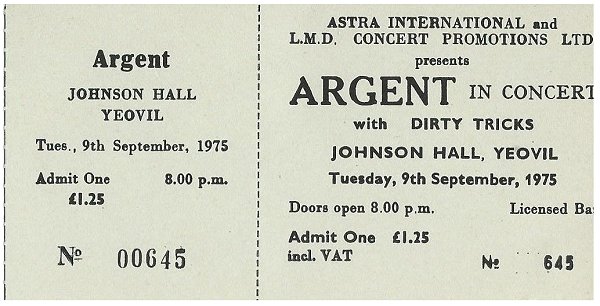 Argent
JOHNSON HALL
YEOVIL
Tues., 9th September, 1975
Admit One 8.00 p.m.
£1.25
No 00645
ASTRA INTERNATIONAL and
L.M.D. CONCERT PROMOTIONS LTD
presents
ARGENT IN CONCERT
with DIRTY TRICKS
JOHNSON HALL, YEOVIL
Tuesday, 9th September, 1975
Doors open 8.00 p.m. Licensed Ba
Admit One £1.25
incl. VAT
No 645